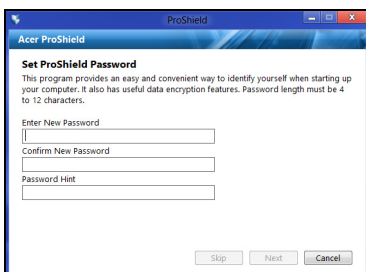 ProShield
Acer ProShield
Set ProShield Password
This program provides an easy and convenient way to identify yourself when starting up
your computer. It also has useful data encryption features. Password length must be 4
to 12 characters.
Enter New Password
Confirm New Password
Password Hint
Skip Next Cancel